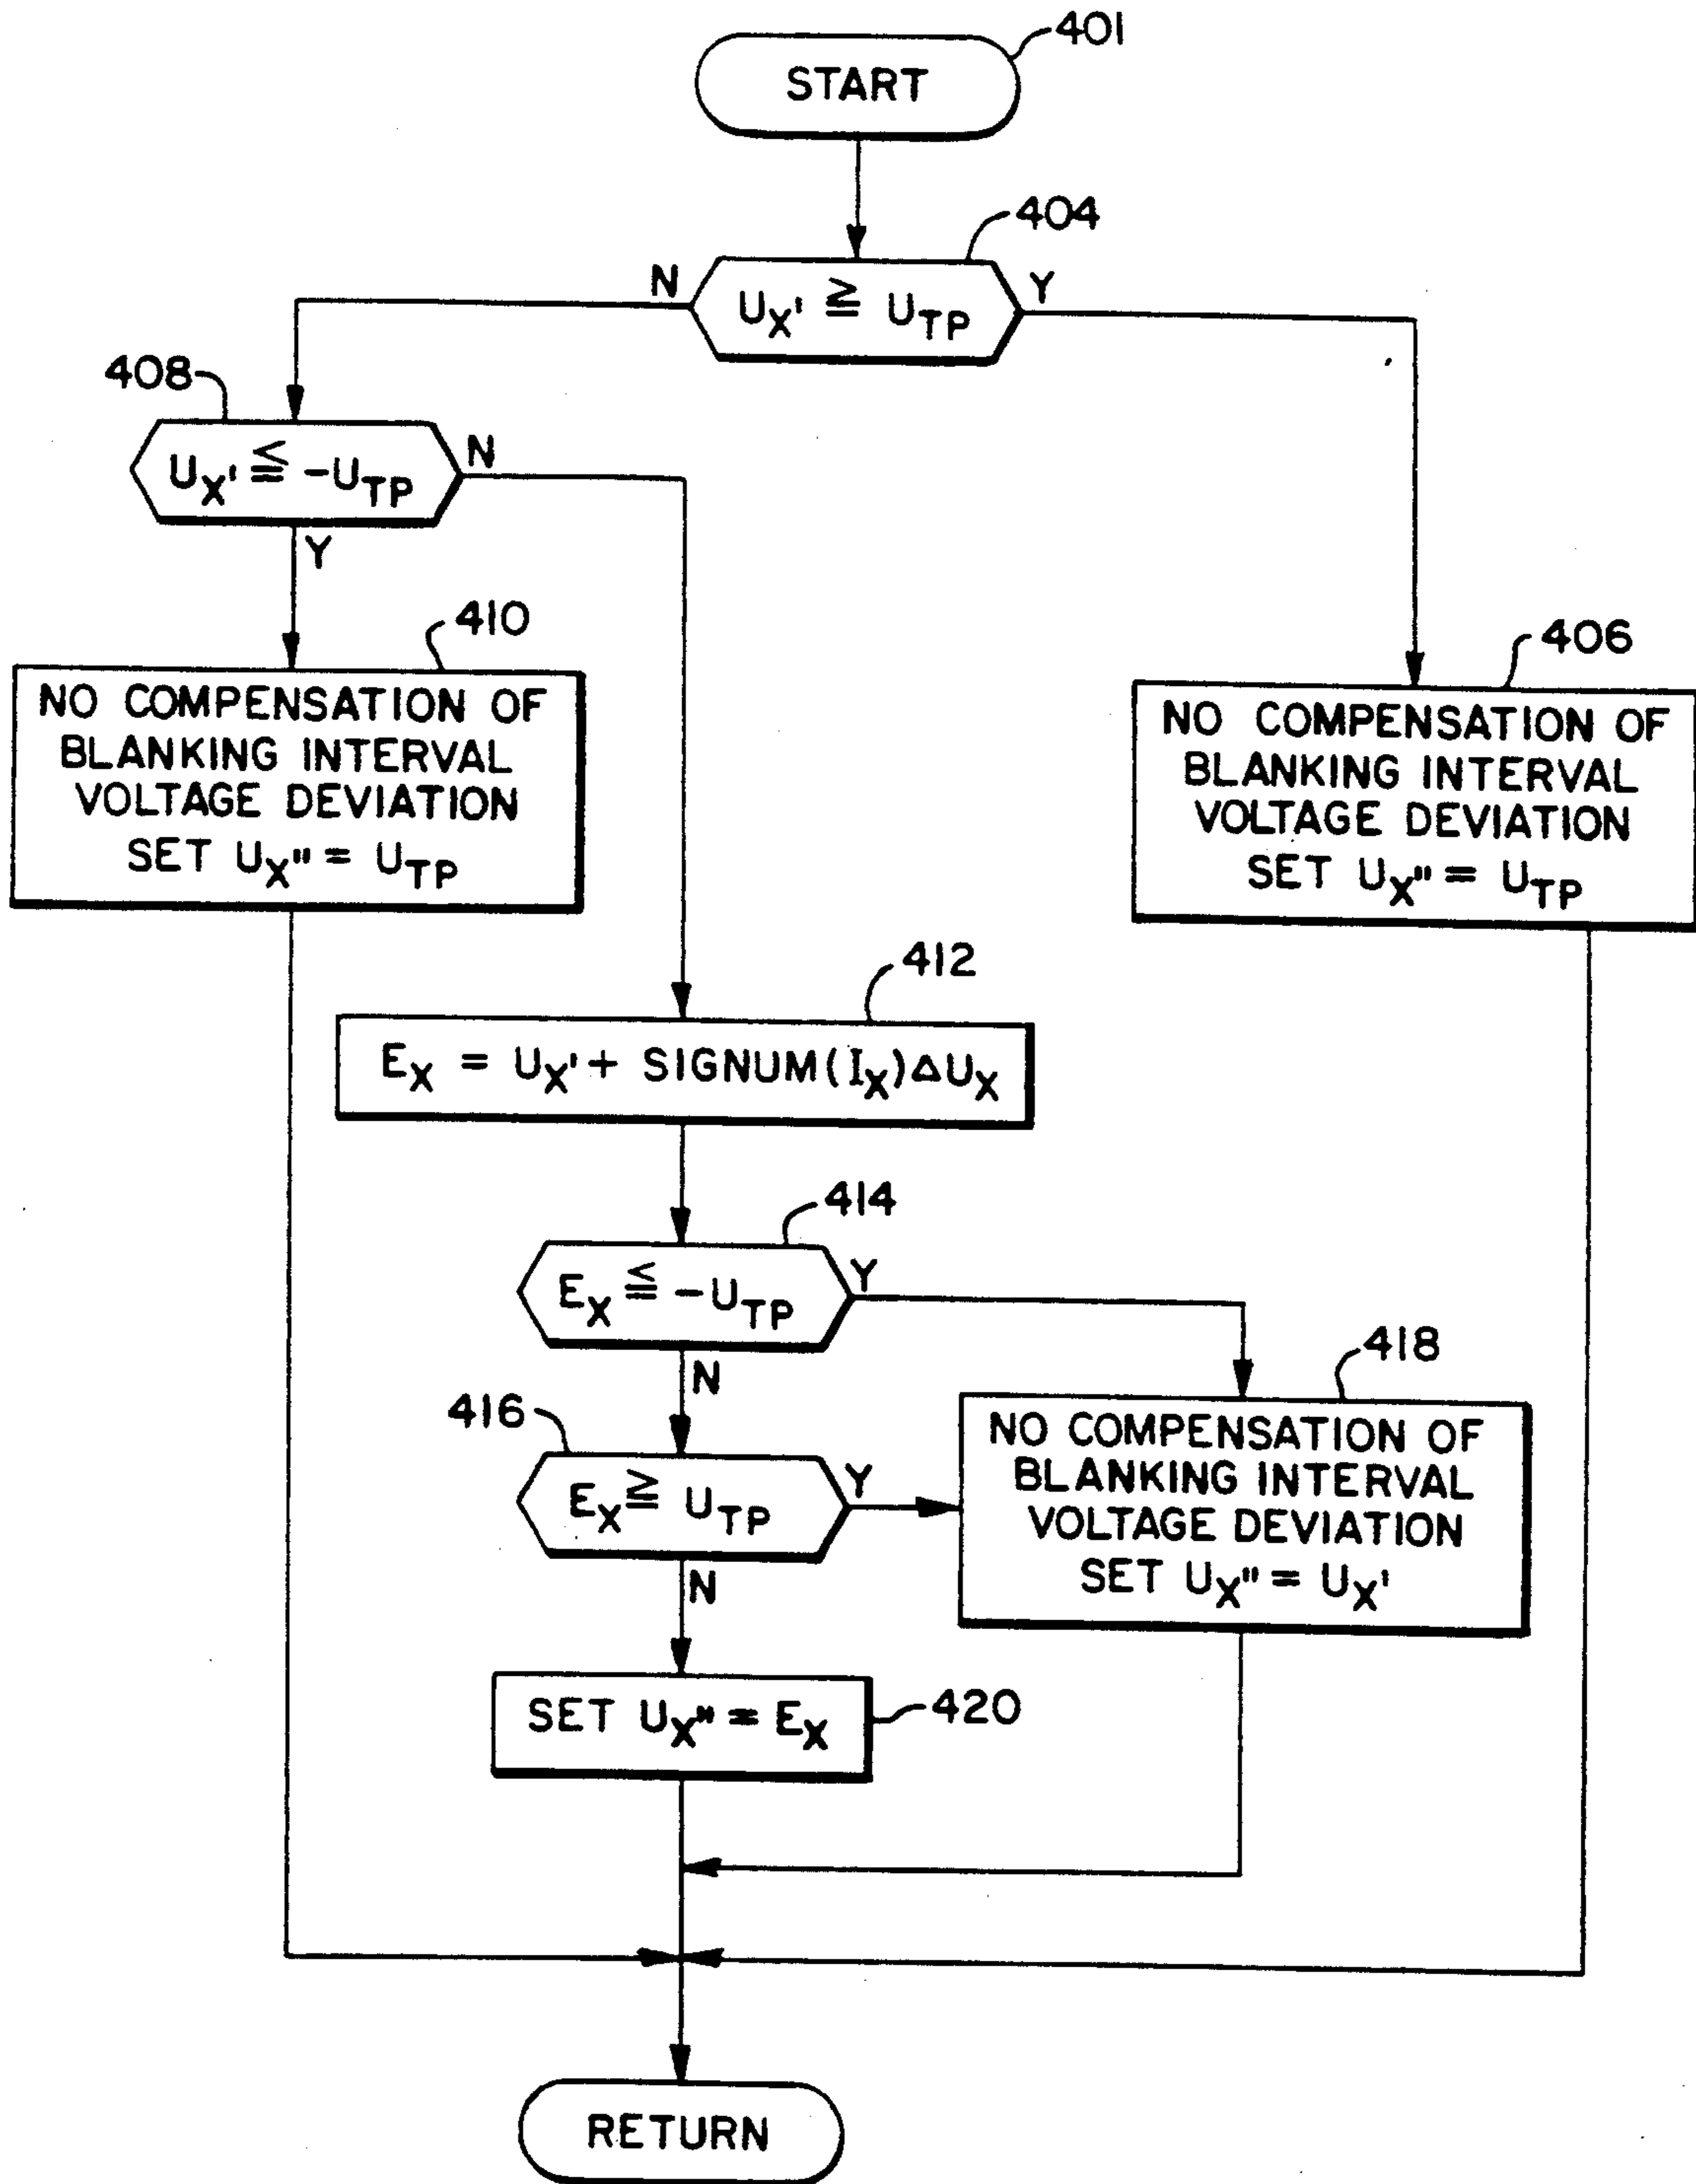 401
START
404
N
Y
UX' ≧ UTP
408
UX' ≦ -UTP
N
Y
410
NO COMPENSATION OF
BLANKING INTERVAL
VOLTAGE DEVIATION
SET UX" = UTP
406
NO COMPENSATION OF
BLANKING INTERVAL
VOLTAGE DEVIATION
SET UX" = UTP
412
EX = UX' + SIGNUM(IX)ΔUX
414
EX ≦ -UTP
Y
N
416
EX ≧ UTP
Y
N
418
NO COMPENSATION OF
BLANKING INTERVAL
VOLTAGE DEVIATION
SET UX" = UX'
SET UX" = EX
420
RETURN